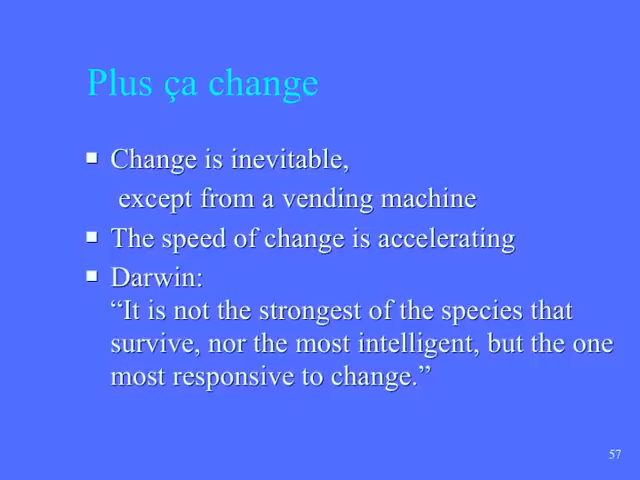 Plus ça change
■ Change is inevitable,
except from a vending machine
■ The speed of change is accelerating
■ Darwin:
“It is not the strongest of the species that
survive, nor the most intelligent, but the one
most responsive to change.”
57